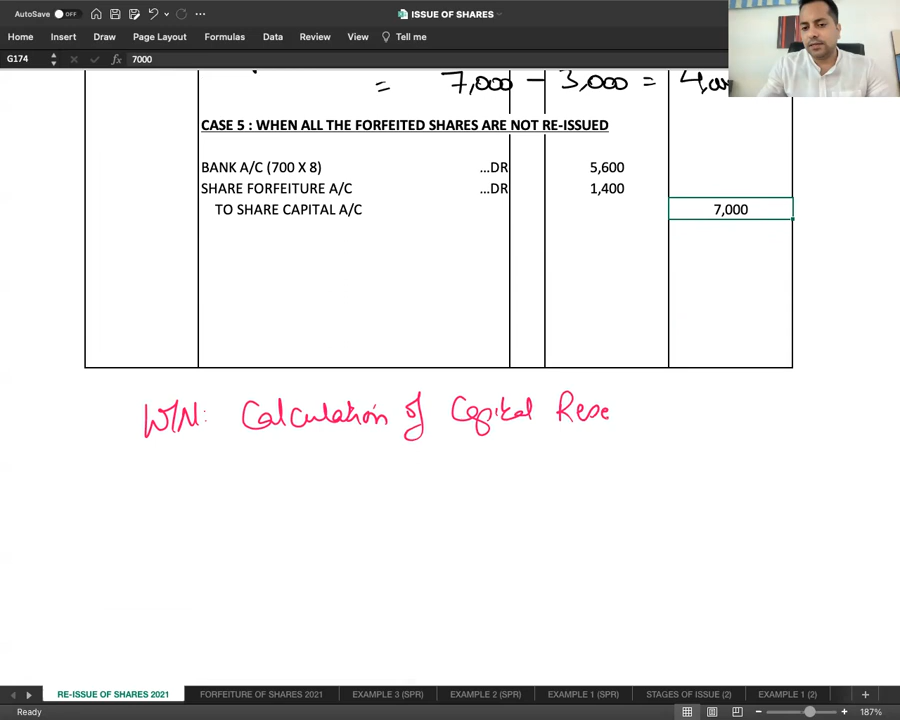 AutoSave OFF ISSUE OF SHARES
Home Insert Draw Page Layout Formulas Data Review View Tell me
G174 fx 7000
= 7,000 - 3,000 =
CASE 5 : WHEN ALL THE FORFEITED SHARES ARE NOT RE-ISSUED
BANK A/C (700 X 8) ...DR 5,600
SHARE FORFEITURE A/C ...DR 1,400
TO SHARE CAPITAL A/C 7,000
W/N: Calculation of Capital Rese
RE-ISSUE OF SHARES 2021 FORFEITURE OF SHARES 2021 EXAMPLE 3 (SPR) EXAMPLE 2 (SPR) EXAMPLE 1 (SPR) STAGES OF ISSUE (2) EXAMPLE 1 (2)
Ready 187%